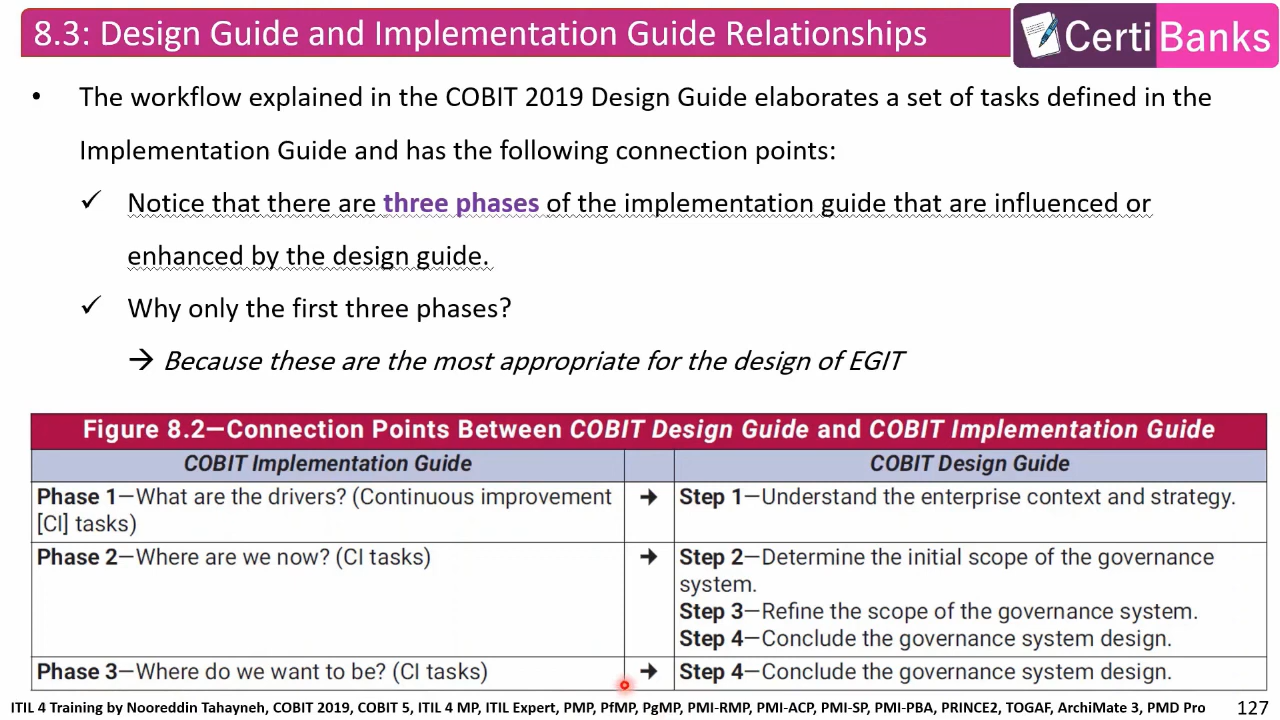 8.3: Design Guide and Implementation Guide Relationships
CertiBanks
• The workflow explained in the COBIT 2019 Design Guide elaborates a set of tasks defined in the
Implementation Guide and has the following connection points:
✓ Notice that there are three phases of the implementation guide that are influenced or
enhanced by the design guide.
✓ Why only the first three phases?
→ Because these are the most appropriate for the design of EGIT
Figure 8.2—Connection Points Between COBIT Design Guide and COBIT Implementation Guide
COBIT Implementation Guide
COBIT Design Guide
Phase 1—What are the drivers? (Continuous improvement
[CI] tasks)
→
Step 1—Understand the enterprise context and strategy.
Phase 2—Where are we now? (CI tasks)
→
Step 2—Determine the initial scope of the governance
system.
Step 3—Refine the scope of the governance system.
Step 4—Conclude the governance system design.
Phase 3—Where do we want to be? (CI tasks)
→
Step 4—Conclude the governance system design.
ITIL 4 Training by Nooreddin Tahayneh, COBIT 2019, COBIT 5, ITIL 4 MP, ITIL Expert, PMP, PfMP, PgMP, PMI-RMP, PMI-ACP, PMI-SP, PMI-PBA, PRINCE2, TOGAF, ArchiMate 3, PMD Pro
127